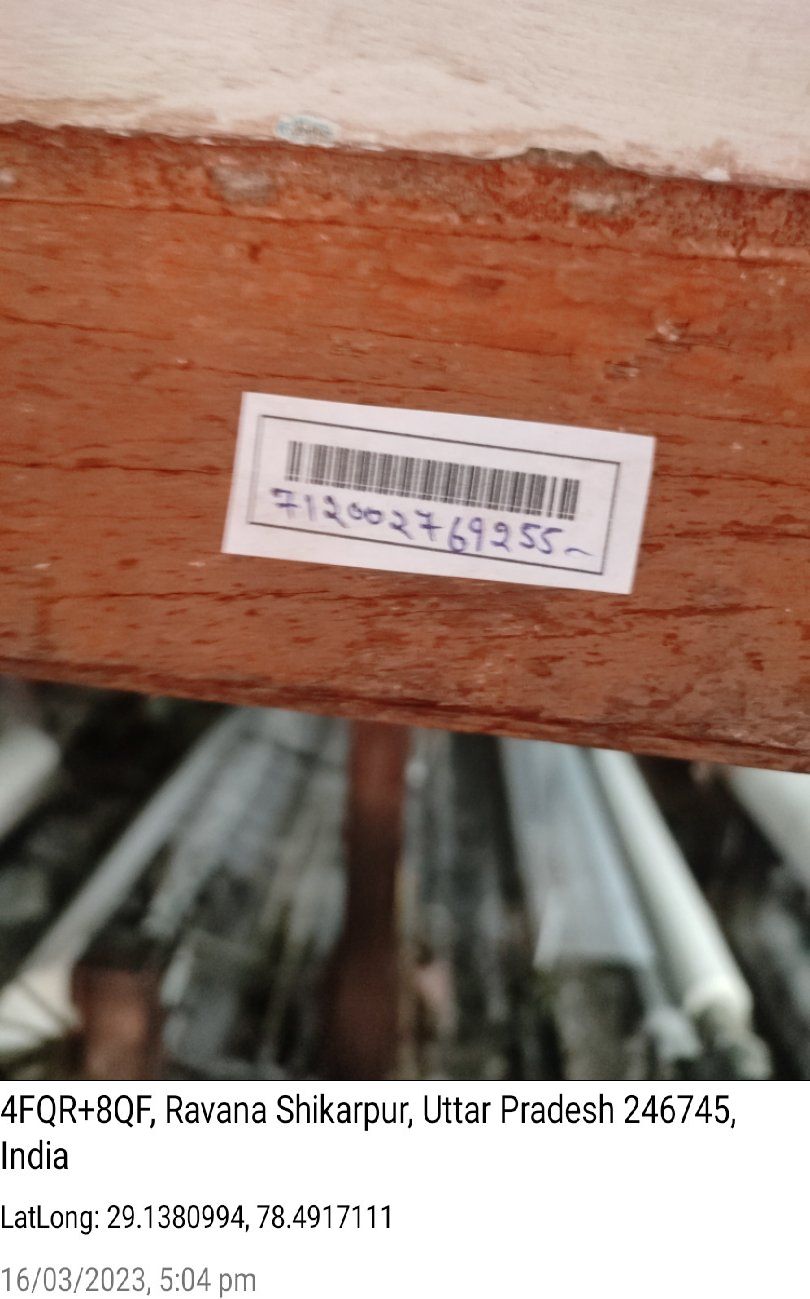 712002769255~
4FQR+8QF, Ravana Shikarpur, Uttar Pradesh 246745,
India
LatLong: 29.1380994, 78.4917111
16/03/2023, 5:04 pm